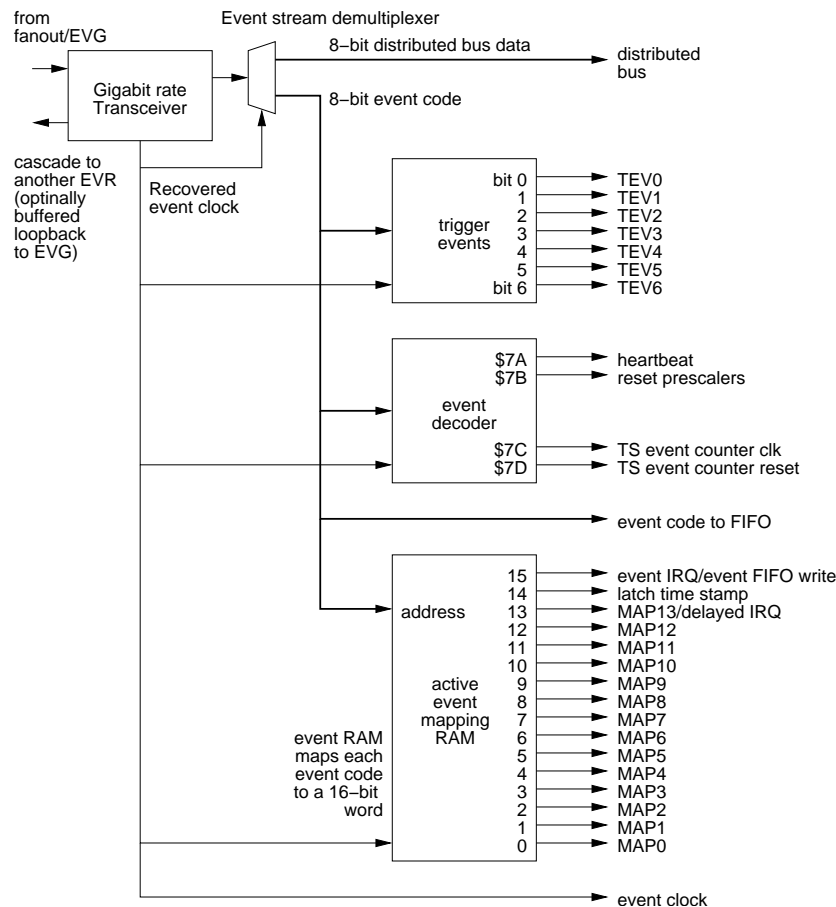 from
fanout/EVG
Event stream demultiplexer
8−bit distributed bus data
distributed
bus
Gigabit rate
Transceiver
8−bit event code
cascade to
another EVR
(optinally
buffered
loopback
to EVG)
Recovered
event clock
trigger
events
bit 0
1
2
3
4
5
bit 6
TEV0
TEV1
TEV2
TEV3
TEV4
TEV5
TEV6
event
decoder
$7A
$7B
$7C
$7D
heartbeat
reset prescalers
TS event counter clk
TS event counter reset
event code to FIFO
address
active
event
mapping
RAM
event RAM
maps each
event code
to a 16−bit
word
15
14
13
12
11
10
9
8
7
6
5
4
3
2
1
0
event IRQ/event FIFO write
latch time stamp
MAP13/delayed IRQ
MAP12
MAP11
MAP10
MAP9
MAP8
MAP7
MAP6
MAP5
MAP4
MAP3
MAP2
MAP1
MAP0
event clock